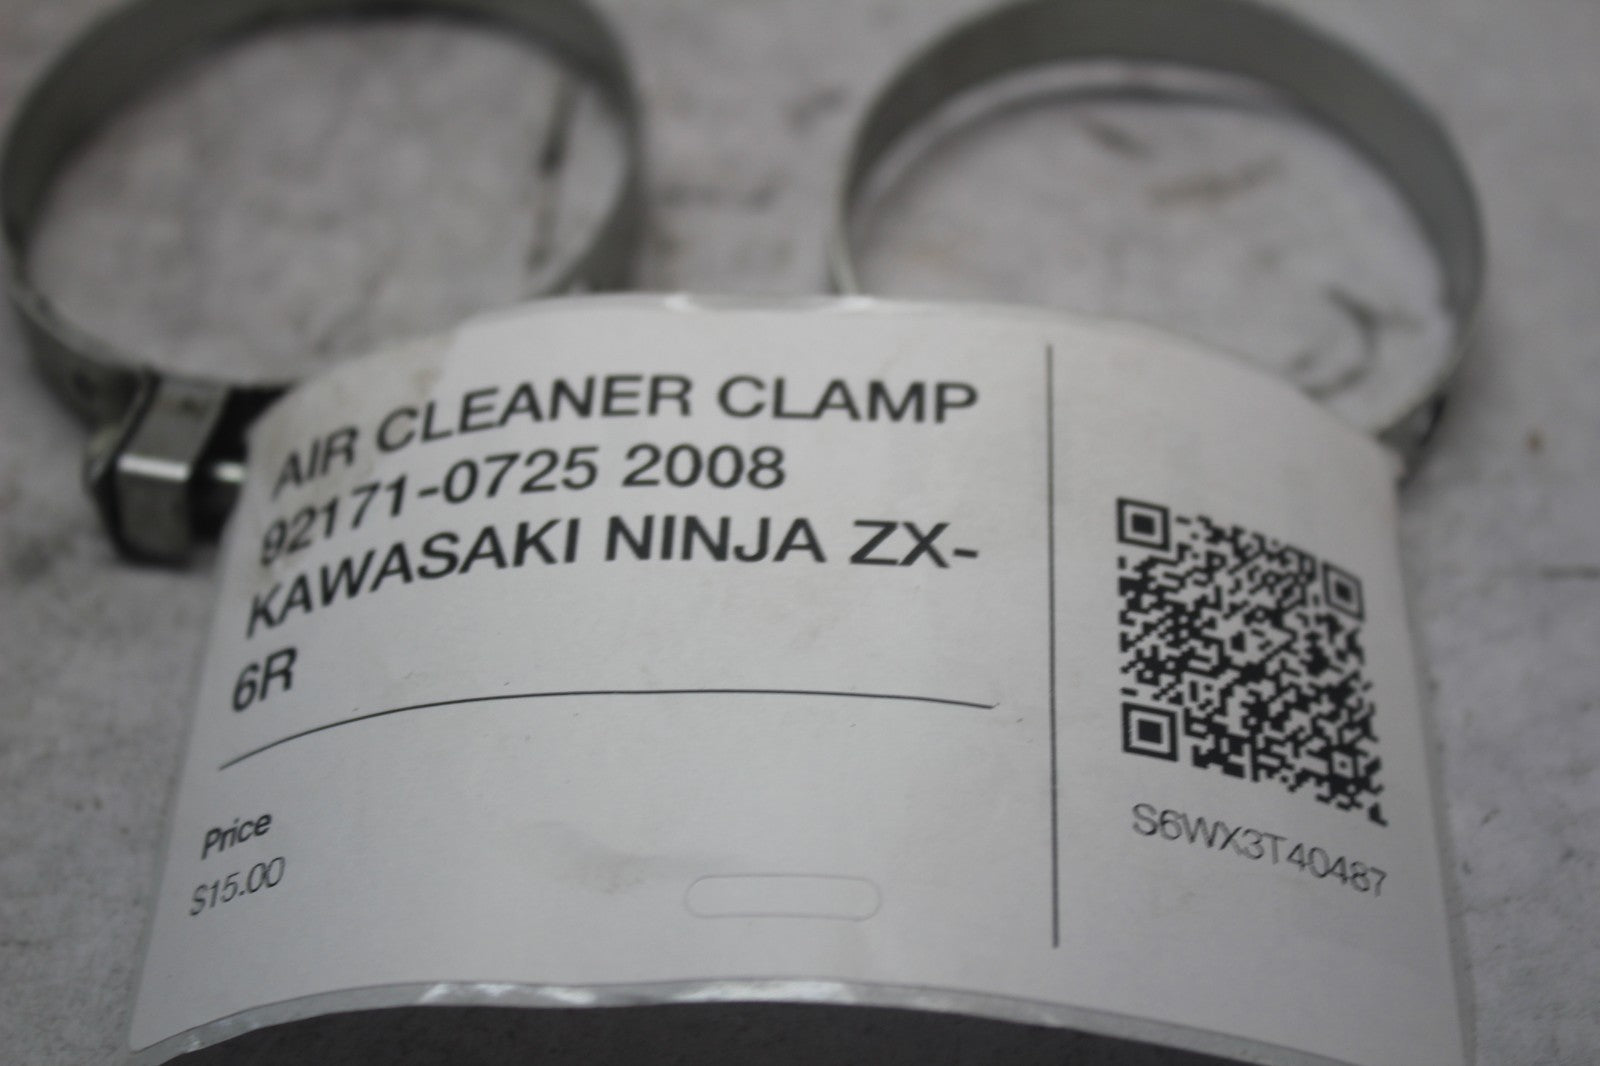 AIR CLEANER CLAMP
92171-0725 2008
KAWASAKI NINJA ZX-
6R
Price
$15.00
S6WX3T40487